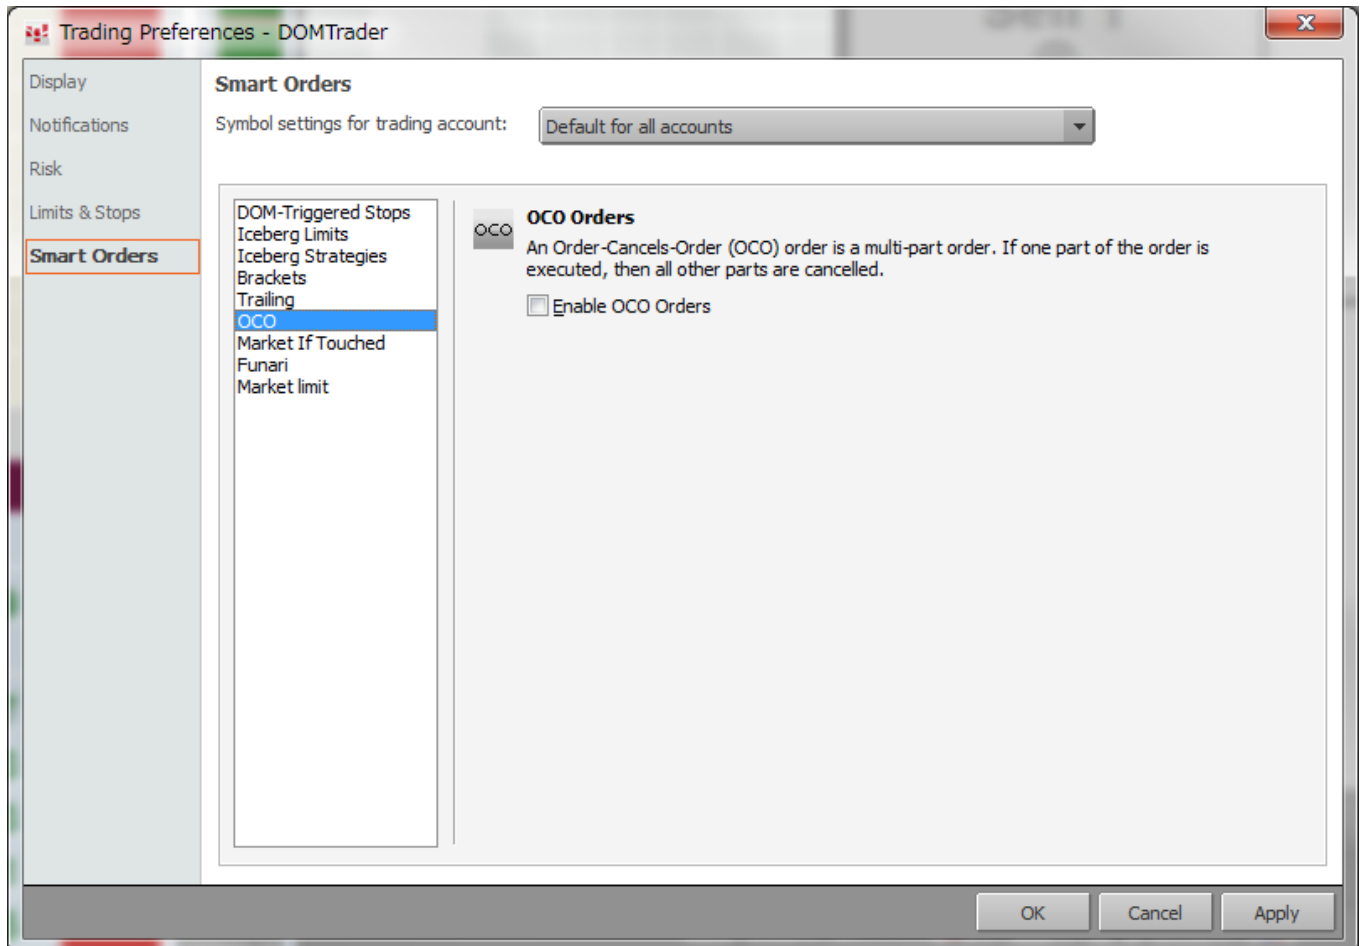 Trading Preferences - DOMTrader
Display
Notifications
Risk
Limits & Stops
Smart Orders
Smart Orders
Symbol settings for trading account:
Default for all accounts
DOM-Triggered Stops
Iceberg Limits
Iceberg Strategies
Brackets
Trailing
OCO
Market If Touched
Funari
Market limit
OCO
OCO Orders
An Order-Cancels-Order (OCO) order is a multi-part order. If one part of the order is
executed, then all other parts are cancelled.
Enable OCO Orders
OK
Cancel
Apply